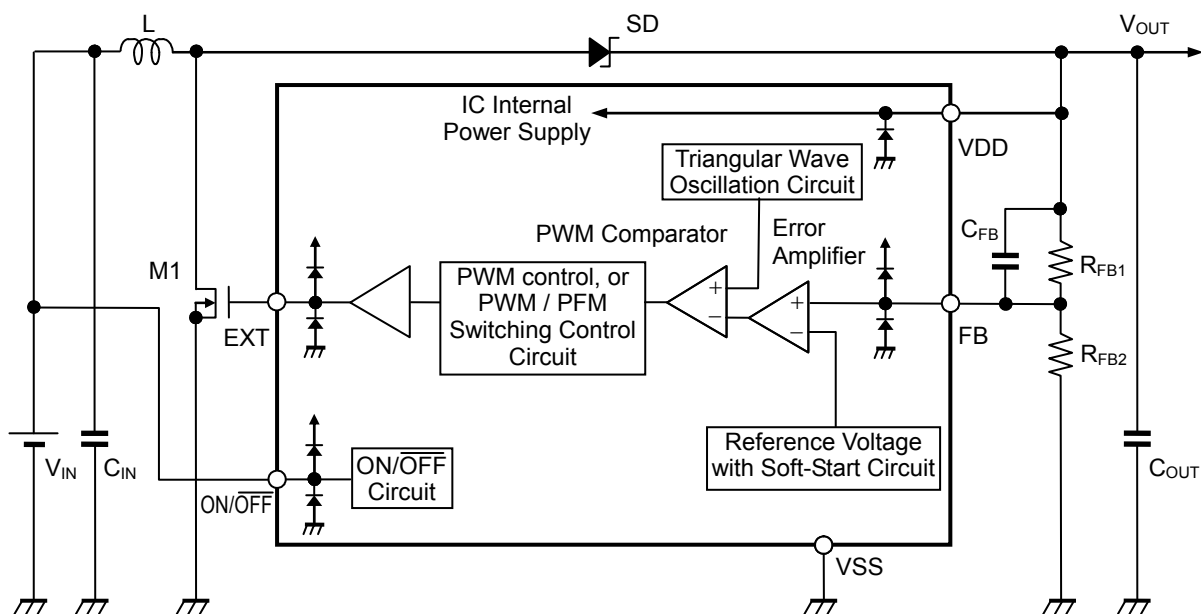 L
SD
VOUT
IC Internal
Power Supply
VDD
Triangular Wave
Oscillation Circuit
PWM Comparator
Error
Amplifier
CFB
RFB1
M1
+
−
+
−
PWM control, or
PWM / PFM
Switching Control
Circuit
EXT
FB
RFB2
VIN
CIN
ON/O̅F̅F̅
ON/O̅F̅F̅
Circuit
Reference Voltage
with Soft-Start Circuit
COUT
VSS